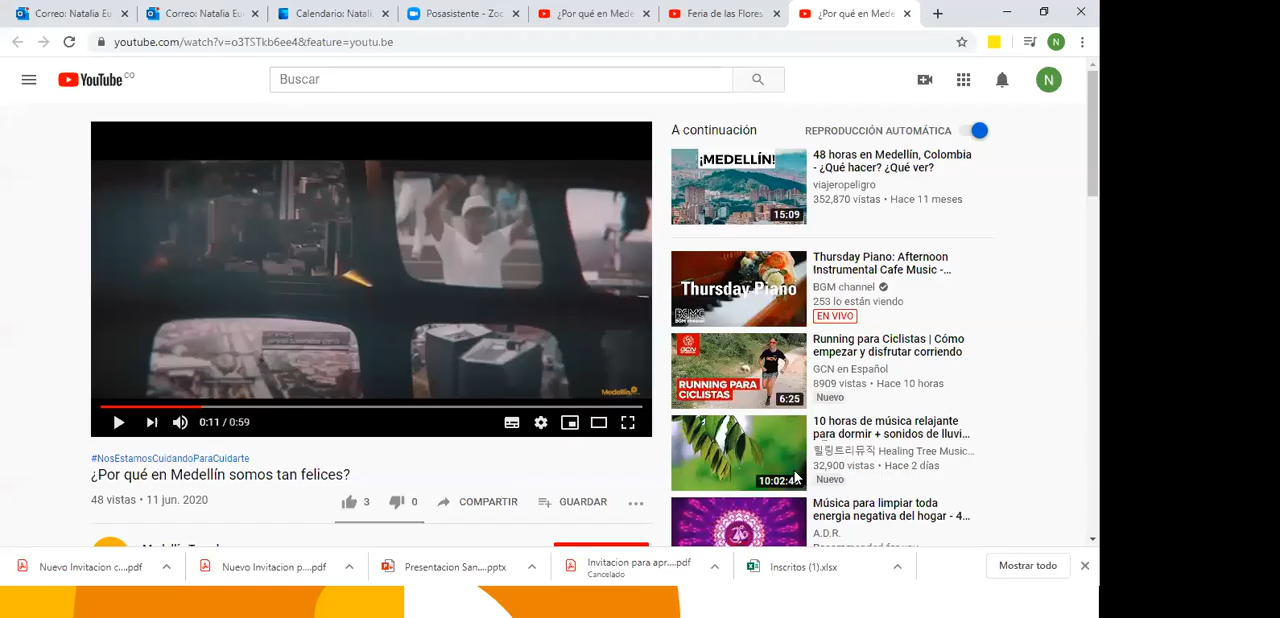 Correo: Natalia Eu
Correo: Natalia Eu
Calendario: Natali
Posasistente - Zoo
¿Por qué en Mede
Feria de las Flores
¿Por qué en Mede
youtube.com/watch?v=o3TSTkb6ee4&feature=youtu.be
N
YouTube CO
Buscar
N
A continuación
REPRODUCCIÓN AUTOMÁTICA
¡MEDELLÍN!
15:09
48 horas en Medellín, Colombia
- ¿Qué hacer? ¿Qué ver?
viajeropeligro
352,870 vistas • Hace 11 meses
Thursday Piano
BGMC
Thursday Piano: Afternoon
Instrumental Cafe Music -...
BGM channel
253 lo están viendo
EN VIVO
GCN
RUNNING PARA
CICLISTAS
6:25
Running para Ciclistas | Cómo
empezar y disfrutar corriendo
GCN en Español
8909 vistas • Hace 10 horas
Nuevo
10:02:4
10 horas de música relajante
para dormir + sonidos de lluvi...
힐링트리뮤직 Healing Tree Music...
32,900 vistas • Hace 2 días
Nuevo
Música para limpiar toda
energia negativa del hogar - 4...
A.D.R.
Medellín
0:11 / 0:59
#NosEstamosCuidandoParaCuidarte
¿Por qué en Medellín somos tan felices?
48 vistas • 11 jun. 2020
3
0
COMPARTIR
GUARDAR
Nuevo Invitacion c....pdf
Nuevo Invitacion p....pdf
Presentacion San....pptx
Invitacion para apr....pdf
Cancelado
Inscritos (1).xlsx
Mostrar todo